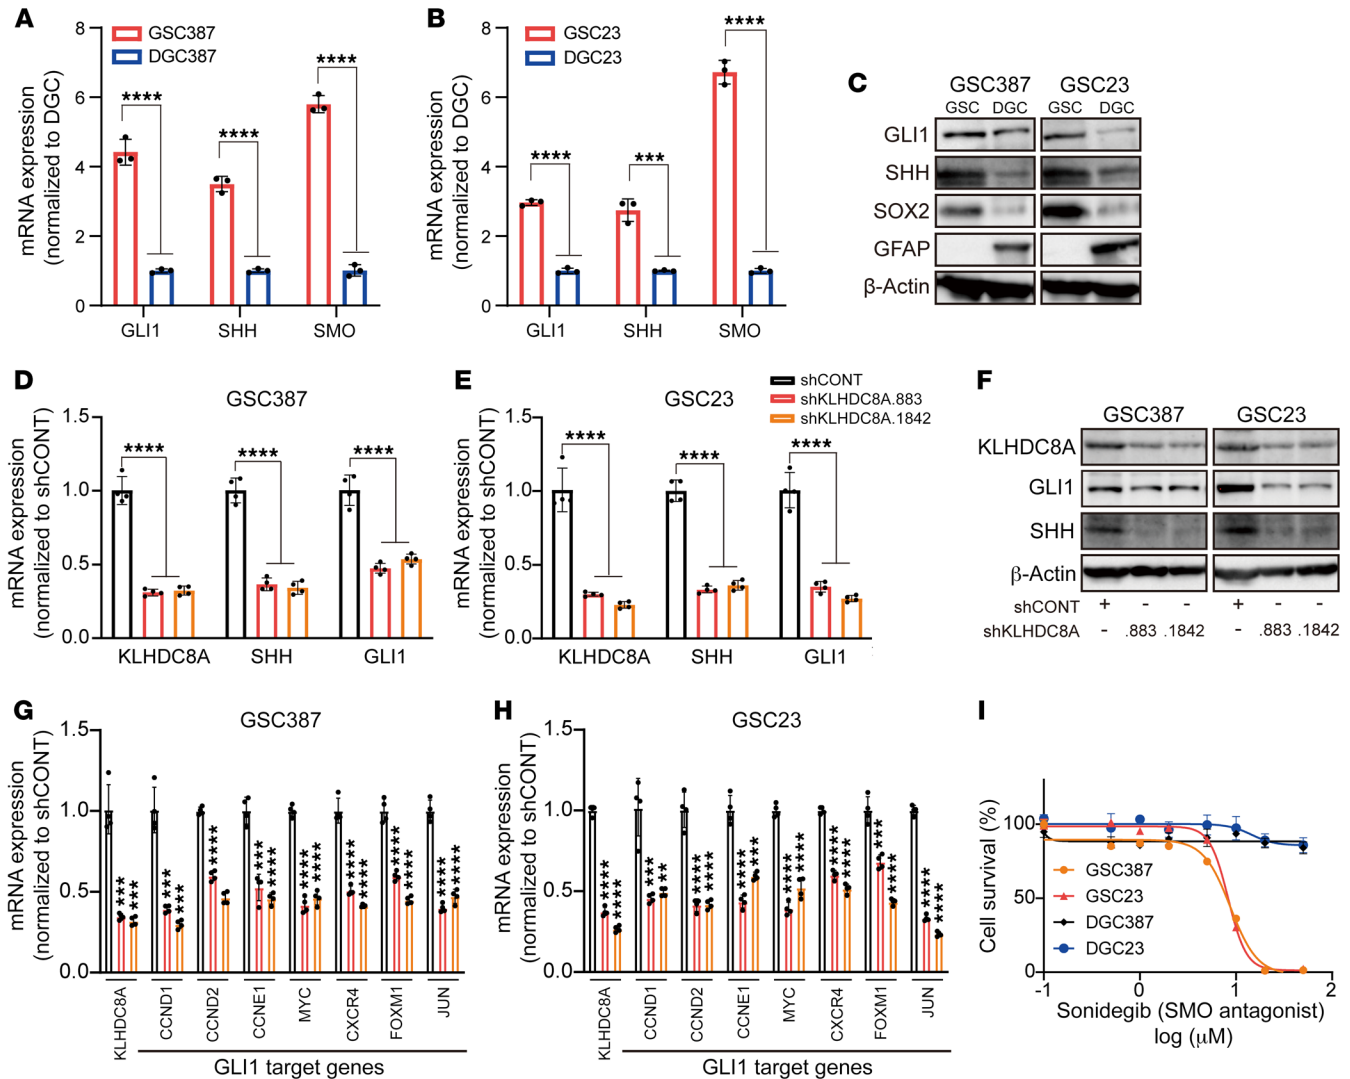 A
mRNA expression
(normalized to DGC)
8
6
4
2
0
GSC387
DGC387
****
****
****
GLI1 SHH SMO
B
mRNA expression
(normalized to DGC)
8
6
4
2
0
GSC23
DGC23
****
***
****
GLI1 SHH SMO
C
GSC387 GSC23
GSC DGC GSC DGC
GLI1
SHH
SOX2
GFAP
β-Actin
D
GSC387
mRNA expression
(normalized to shCONT)
1.5
1.0
0.5
0.0
****
****
****
KLHDC8A SHH GLI1
E
GSC23
shCONT
shKLHDC8A.883
shKLHDC8A.1842
mRNA expression
(normalized to shCONT)
1.5
1.0
0.5
0.0
****
****
****
KLHDC8A SHH GLI1
F
GSC387 GSC23
KLHDC8A
GLI1
SHH
β-Actin
shCONT + - - + - -
shKLHDC8A - .883 .1842 - .883 .1842
G
GSC387
mRNA expression
(normalized to shCONT)
1.5
1.0
0.5
0.0
KLHDC8A
CCND1
CCND2
CCNE1
MYC
CXCR4
FOXM1
JUN
GLI1 target genes
H
GSC23
mRNA expression
(normalized to shCONT)
1.5
1.0
0.5
0.0
KLHDC8A
CCND1
CCND2
CCNE1
MYC
CXCR4
FOXM1
JUN
GLI1 target genes
I
Cell survival (%)
100
50
0
GSC387
GSC23
DGC387
DGC23
-1 0 1 2
Sonidegib (SMO antagonist)
log (μM)